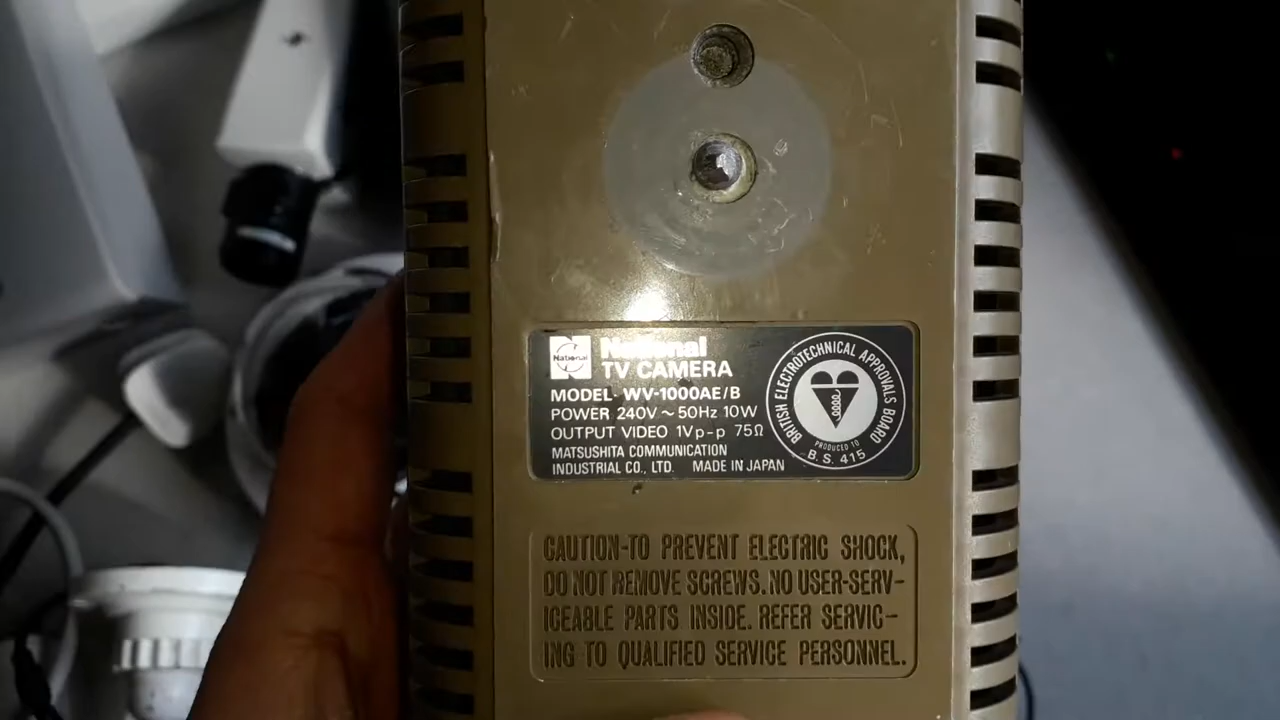 National
National
TV CAMERA
MODEL· WV-1000AE/B
POWER 240V ~ 50Hz 10W
OUTPUT VIDEO 1Vp-p 75Ω
MATSUSHITA COMMUNICATION
INDUSTRIAL CO., LTD. MADE IN JAPAN
BRITISH ELECTROTECHNICAL APPROVALS BOARD
PRODUCED TO
B.S. 415
CAUTION-TO PREVENT ELECTRIC SHOCK,
DO NOT REMOVE SCREWS. NO USER-SERV-
ICEABLE PARTS INSIDE. REFER SERVIC-
ING TO QUALIFIED SERVICE PERSONNEL.